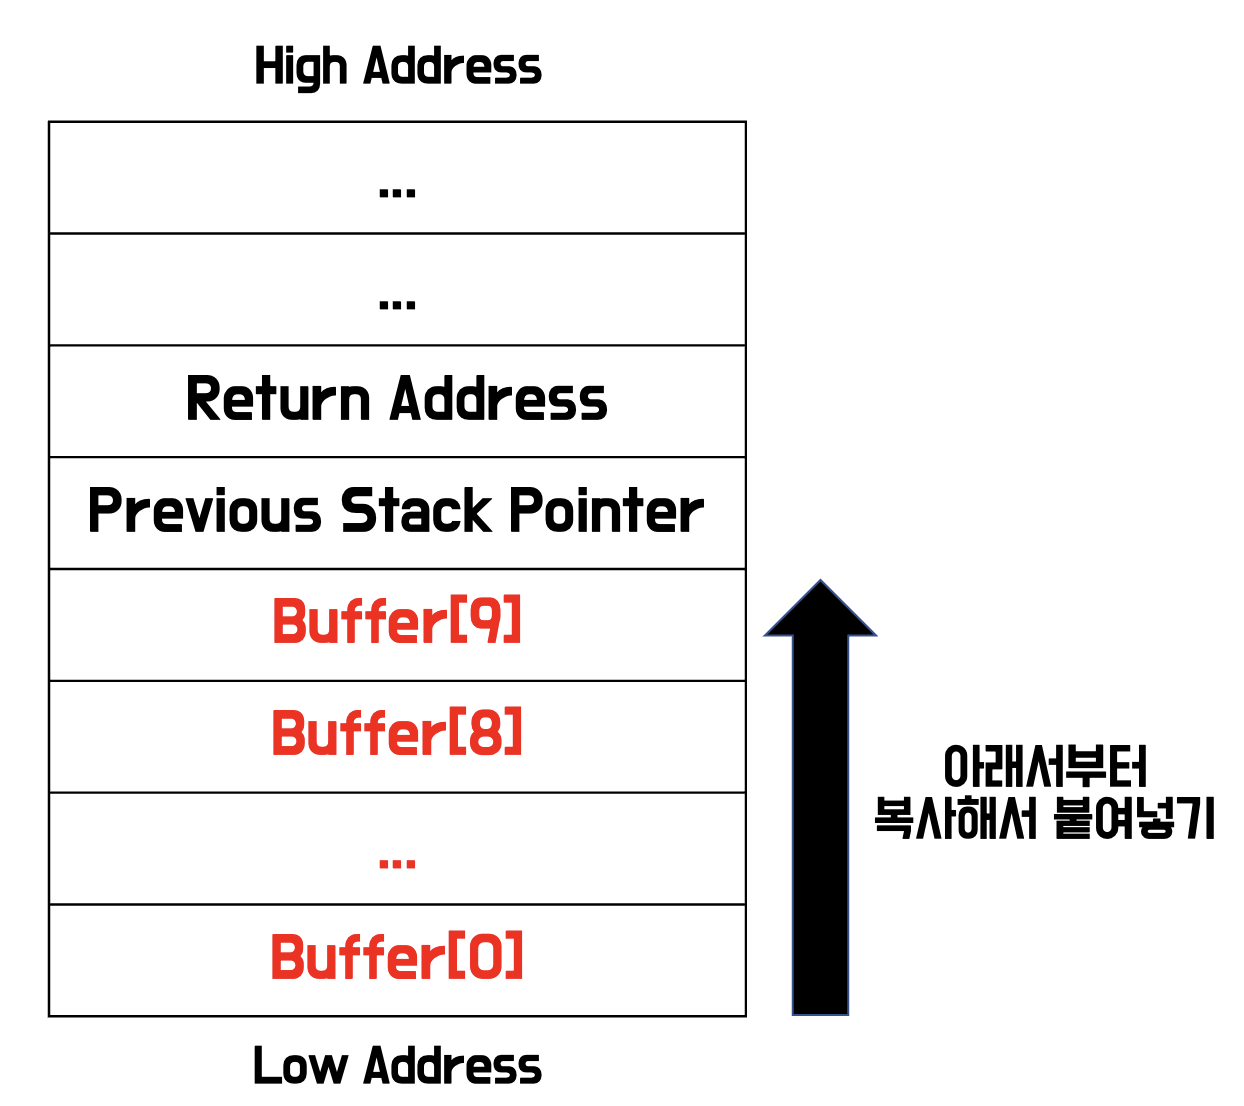 High Address
...
...
Return Address
Previous Stack Pointer
Buffer[9]
Buffer[8]
...
Buffer[0]
아래서부터
복사해서 붙여넣기
Low Address